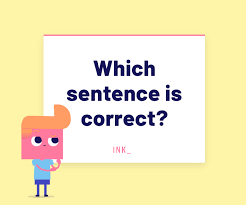 Which
sentence is
correct?
INK_